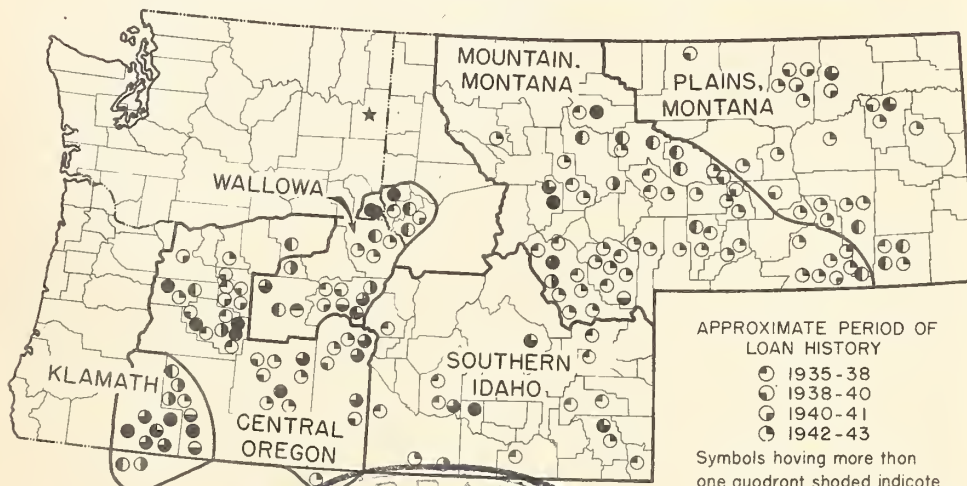 MOUNTAIN.
MONTANA
PLAINS,
MONTANA
WALLOWA
KLAMATH
CENTRAL
OREGON
SOUTHERN
IDAHO.
APPROXIMATE PERIOD OF
LOAN HISTORY
1935-38
1938-40
1940-41
1942-43
Symbols hoving more thon
one quodront shoded indicote